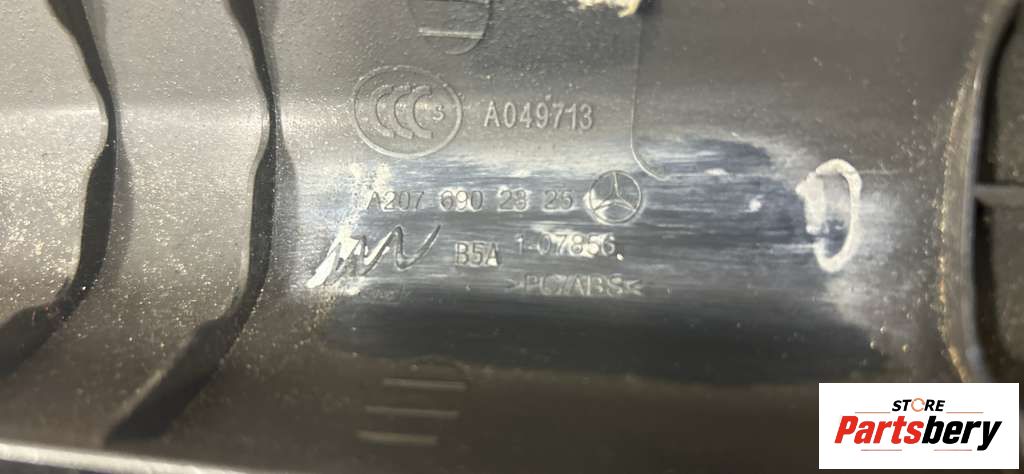 CCC S
A049713
A207 690 23 25
B5A 1-07856
>PC/ABS<
STORE
Partsbery